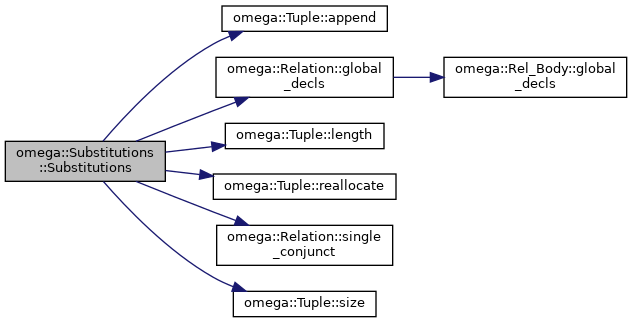 omega::Tuple::append
omega::Relation::global
_decls
omega::Rel_Body::global
_decls
omega::Tuple::length
omega::Substitutions
::Substitutions
omega::Tuple::reallocate
omega::Relation::single
_conjunct
omega::Tuple::size